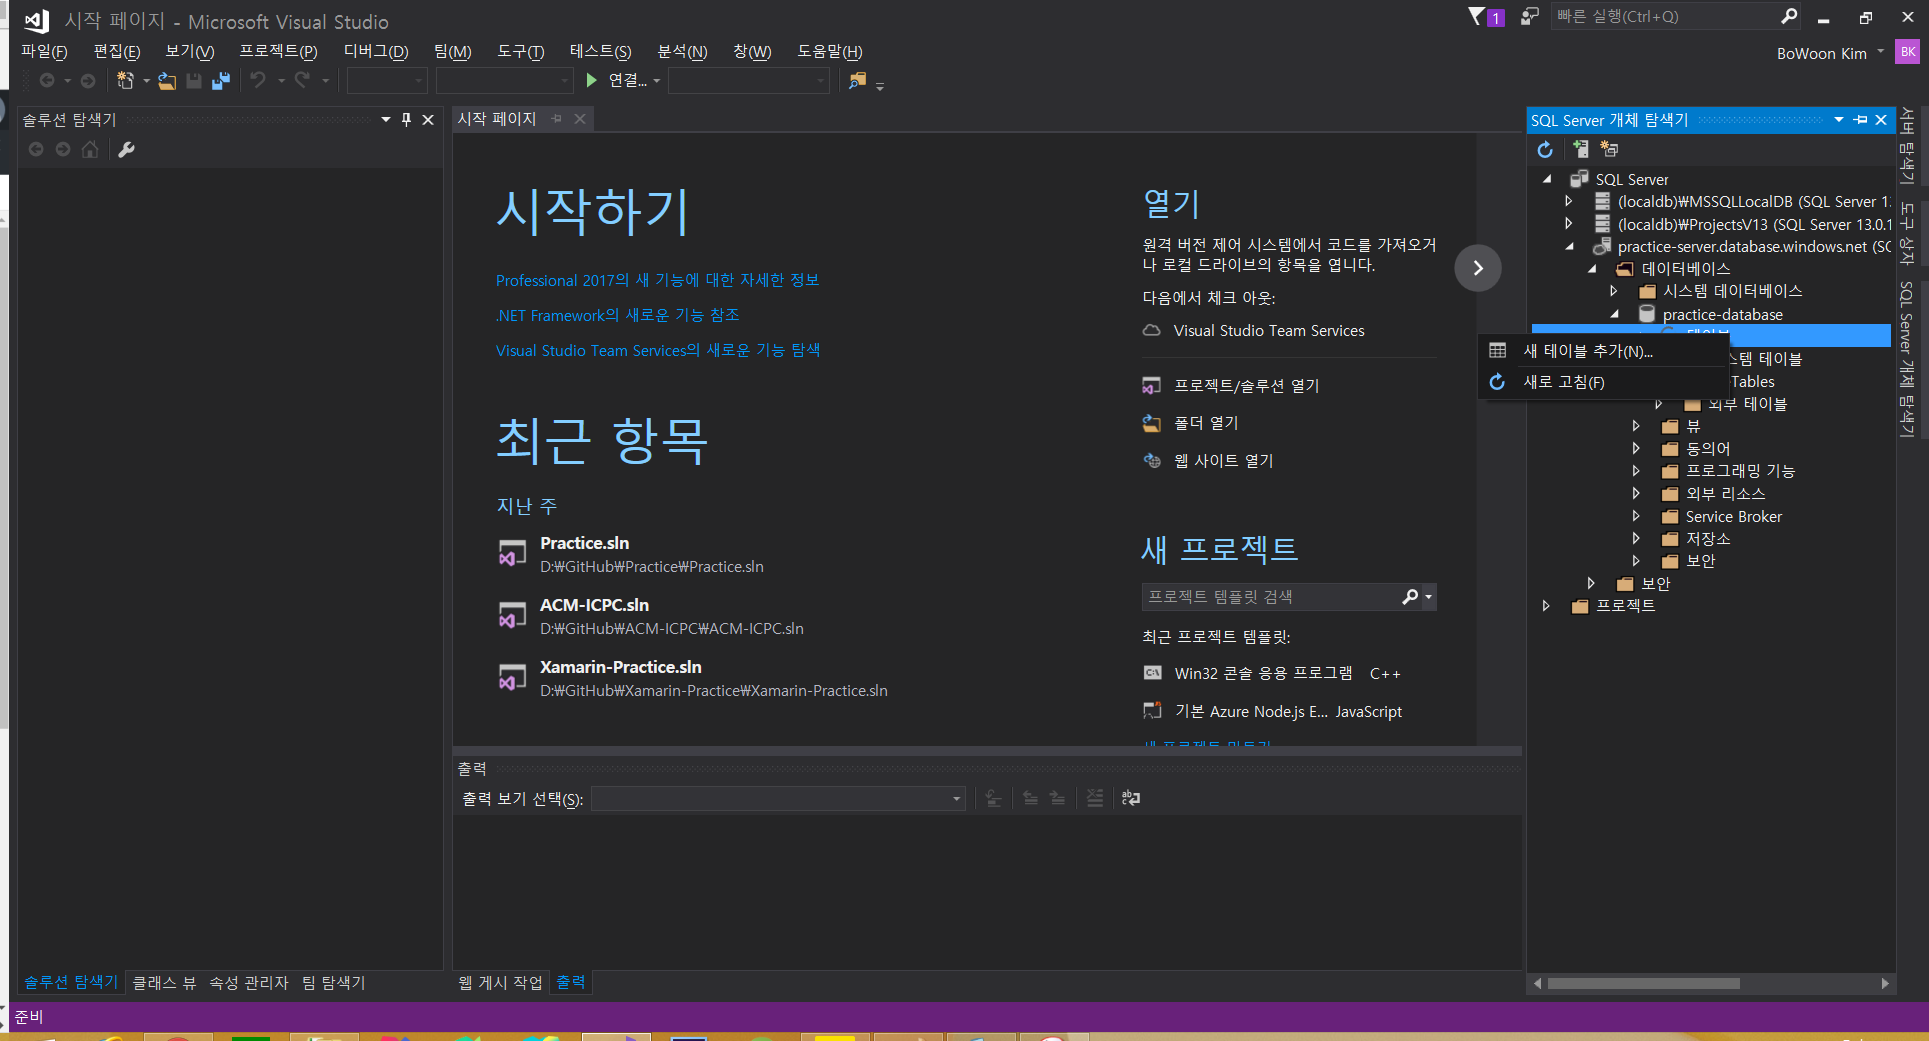 시작 페이지 - Microsoft Visual Studio
1
빠른 실행(Ctrl+Q)
파일(F) 편집(E) 보기(V) 프로젝트(P) 디버그(D) 팀(M) 도구(T) 테스트(S) 분석(N) 창(W) 도움말(H)
BoWoon Kim
BK
연결...
솔루션 탐색기
시작 페이지
시작하기
Professional 2017의 새 기능에 대한 자세한 정보
.NET Framework의 새로운 기능 참조
Visual Studio Team Services의 새로운 기능 탐색
최근 항목
지난 주
Practice.sln
D:₩GitHub₩Practice₩Practice.sln
ACM-ICPC.sln
D:₩GitHub₩ACM-ICPC₩ACM-ICPC.sln
Xamarin-Practice.sln
D:₩GitHub₩Xamarin-Practice₩Xamarin-Practice.sln
열기
원격 버전 제어 시스템에서 코드를 가져오거
나 로컬 드라이브의 항목을 엽니다.
다음에서 체크 아웃:
Visual Studio Team Services
프로젝트/솔루션 열기
폴더 열기
웹 사이트 열기
새 프로젝트
프로젝트 템플릿 검색
최근 프로젝트 템플릿:
Win32 콘솔 응용 프로그램 C++
기본 Azure Node.js E... JavaScript
출력
출력 보기 선택(S):
SQL Server 개체 탐색기
SQL Server
(localdb)₩MSSQLLocalDB (SQL Server 1
(localdb)₩ProjectsV13 (SQL Server 13.0.1
practice-server.database.windows.net (SC
데이터베이스
시스템 데이터베이스
practice-database
새 테이블 추가(N)...
새로 고침(F)
스템 테이블
Tables
외부 테이블
뷰
동의어
프로그래밍 기능
외부 리소스
Service Broker
저장소
보안
보안
프로젝트
서버 탐색기
도구 상자
SQL Server 개체 탐색기
솔루션 탐색기 클래스 뷰 속성 관리자 팀 탐색기
웹 게시 작업 출력
준비